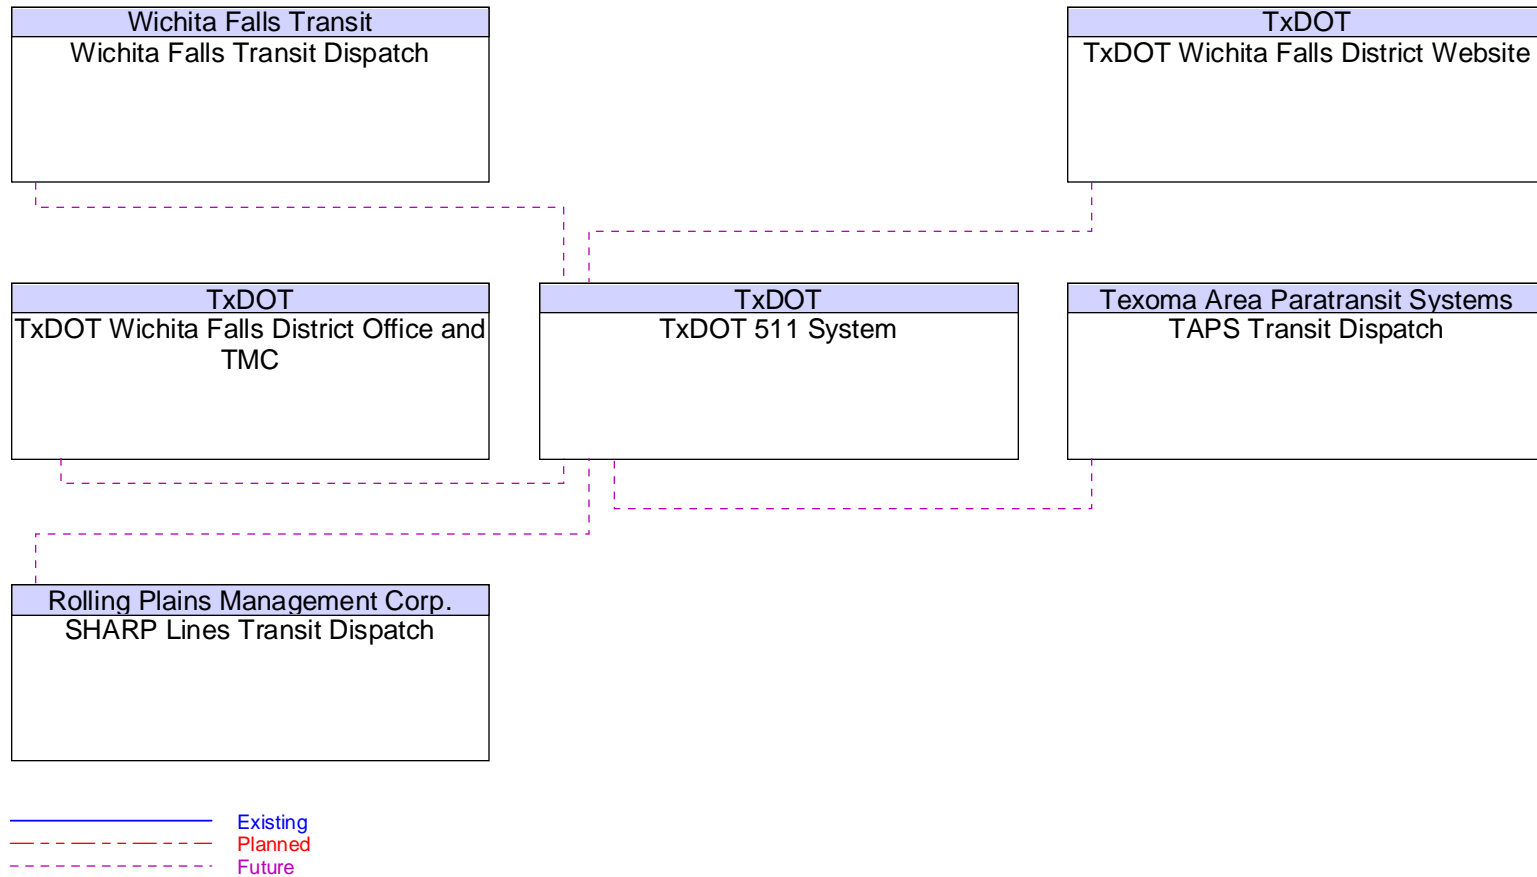 Wichita Falls Transit
Wichita Falls Transit Dispatch
TxDOT
TxDOT Wichita Falls District Website
TxDOT
TxDOT Wichita Falls District Office and
TMC
TxDOT
TxDOT 511 System
Texoma Area Paratransit Systems
TAPS Transit Dispatch
Rolling Plains Management Corp.
SHARP Lines Transit Dispatch
Existing
Planned
Future